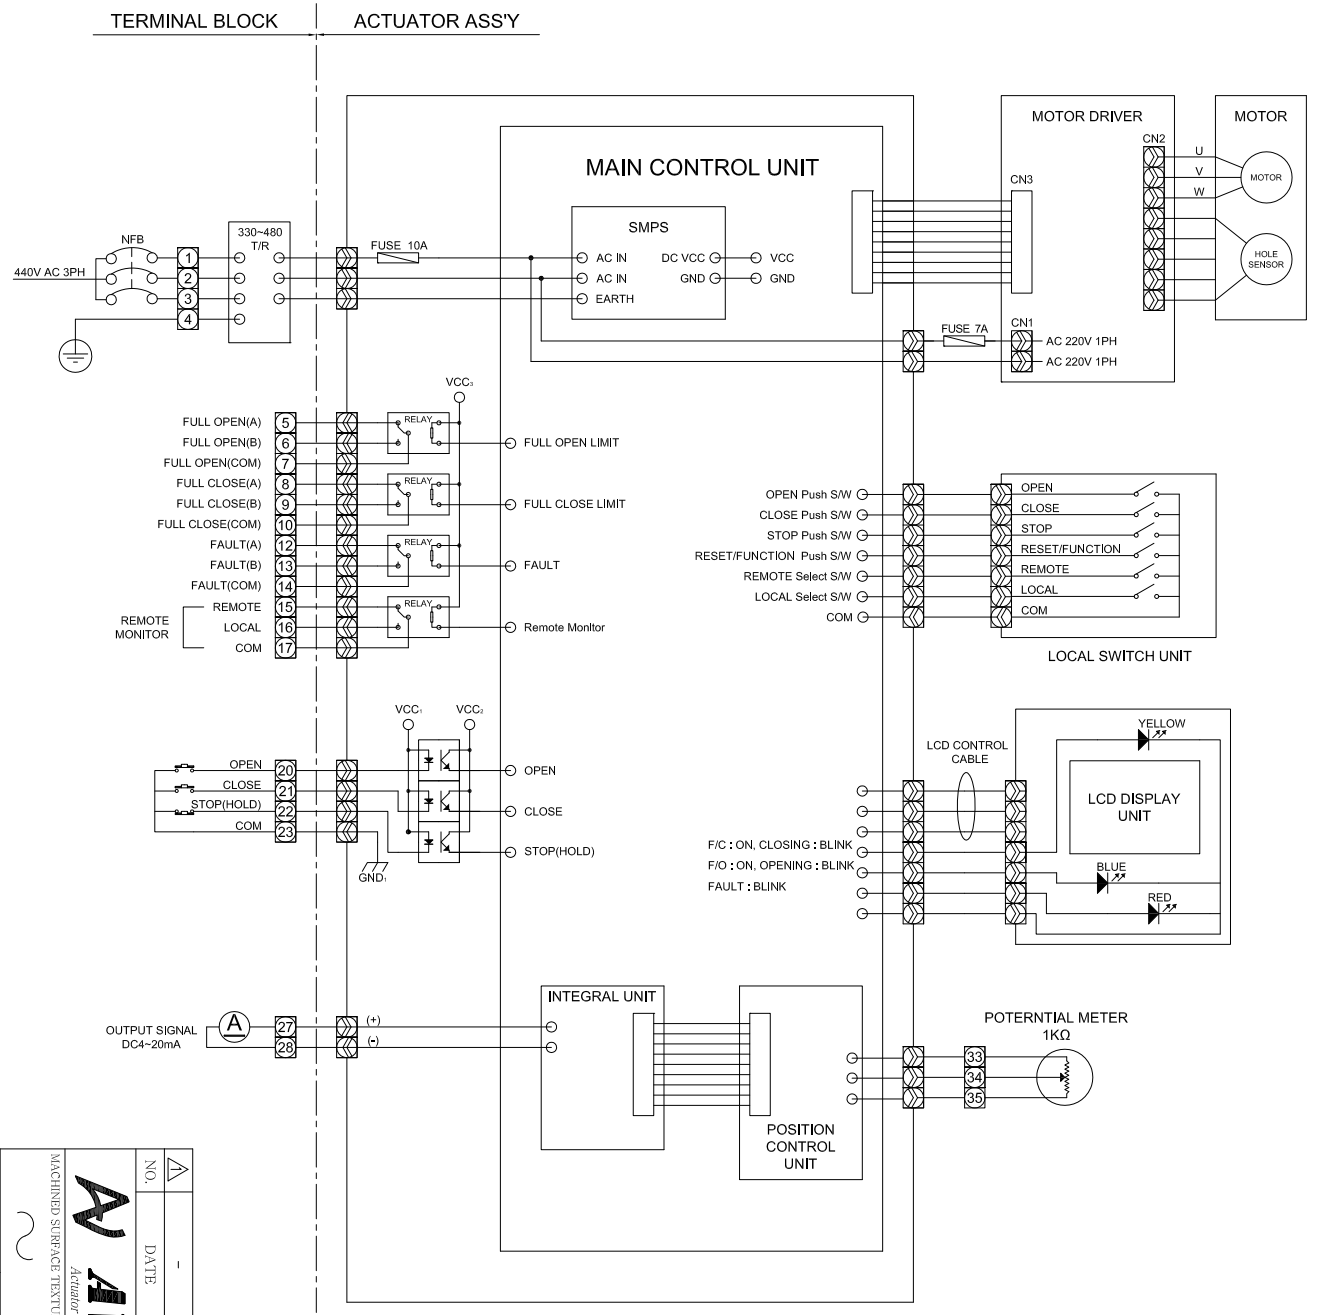 TERMINAL BLOCK
ACTUATOR ASS'Y
MAIN CONTROL UNIT
MOTOR DRIVER
MOTOR
CN2
U
V
W
MOTOR
HOLE
SENSOR
CN3
NFB
440V AC 3PH
1
2
3
4
330~480
T/R
FUSE 10A
SMPS
AC IN
AC IN
EARTH
DC VCC
GND
VCC
GND
FUSE 7A
CN1
AC 220V 1PH
AC 220V 1PH
VCC₃
FULL OPEN(A) 5
FULL OPEN(B) 6
FULL OPEN(COM) 7
FULL CLOSE(A) 8
FULL CLOSE(B) 9
FULL CLOSE(COM) 10
FAULT(A) 12
FAULT(B) 13
FAULT(COM) 14
REMOTE 15
LOCAL 16
COM 17
REMOTE
MONITOR
RELAY
RELAY
RELAY
RELAY
FULL OPEN LIMIT
FULL CLOSE LIMIT
FAULT
Remote Monitor
OPEN Push S/W
CLOSE Push S/W
STOP Push S/W
RESET/FUNCTION Push S/W
REMOTE Select S/W
LOCAL Select S/W
COM
OPEN
CLOSE
STOP
RESET/FUNCTION
REMOTE
LOCAL
COM
LOCAL SWITCH UNIT
VCC₁
VCC₂
OPEN 20
CLOSE 21
STOP(HOLD) 22
COM 23
GND₁
OPEN
CLOSE
STOP(HOLD)
LCD CONTROL
CABLE
F/C : ON, CLOSING : BLINK
F/O : ON, OPENING : BLINK
FAULT : BLINK
YELLOW
LCD DISPLAY
UNIT
BLUE
RED
OUTPUT SIGNAL
DC4~20mA
A
27
28
(+)
(-)
INTEGRAL UNIT
POSITION
CONTROL
UNIT
POTERNTIAL METER
1KΩ
33
34
35
1
-
NO.
DATE
Actuator
MACHINED SURFACE TEXTU